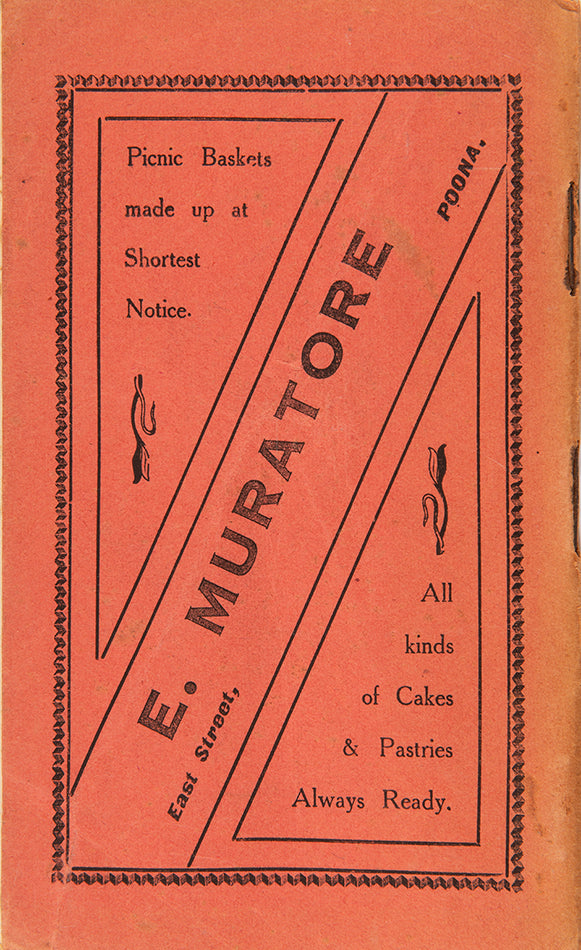 Picnic Baskets
made up at
Shortest
Notice.
E. MURATORE
East Street,
POONA.
All
kinds
of Cakes
& Pastries
Always Ready.